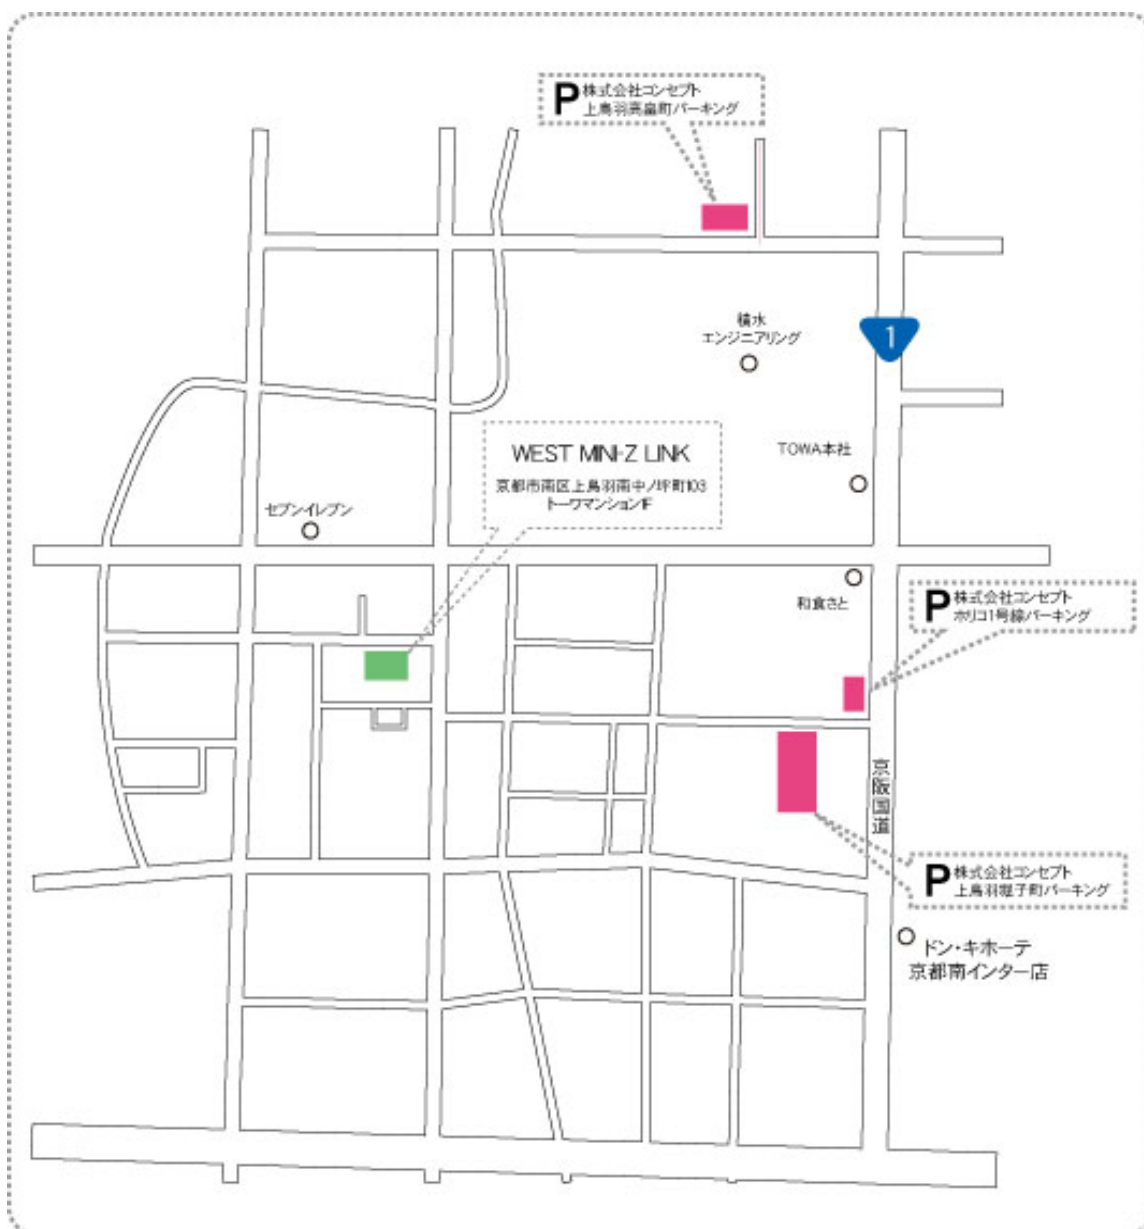 P 株式会社コンセプト
上鳥羽高畠町パーキング
積水
エンジニアリング
1
WEST MINI-Z LINK
京都市南区上鳥羽南中ノ坪町103
トーワマンション1F
TOWA本社
セブンイレブン
和食さと
P 株式会社コンセプト
ホリコ1号線パーキング
京阪国道
P 株式会社コンセプト
上鳥羽堀子町パーキング
ドン・キホーテ
京都南インター店